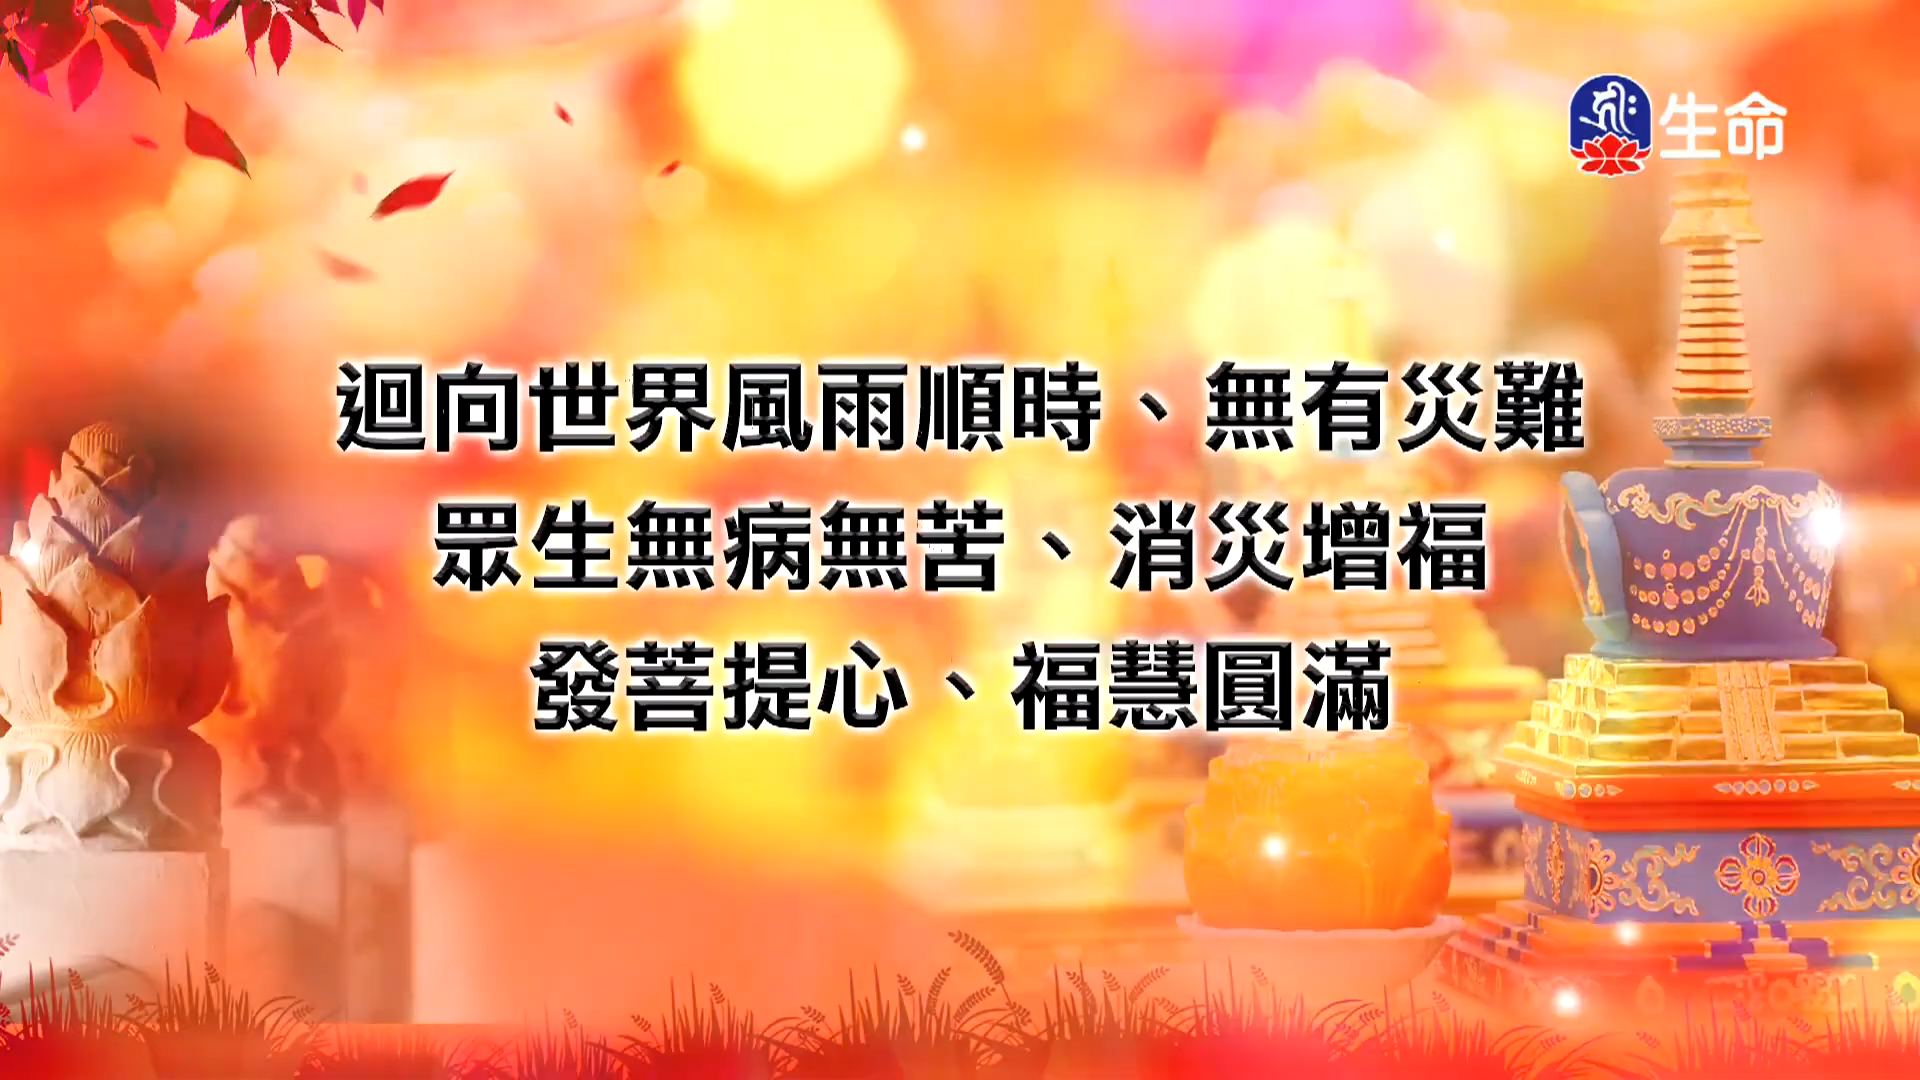 生命
迴向世界風雨順時、無有災難
眾生無病無苦、消災增福
發菩提心、福慧圓滿